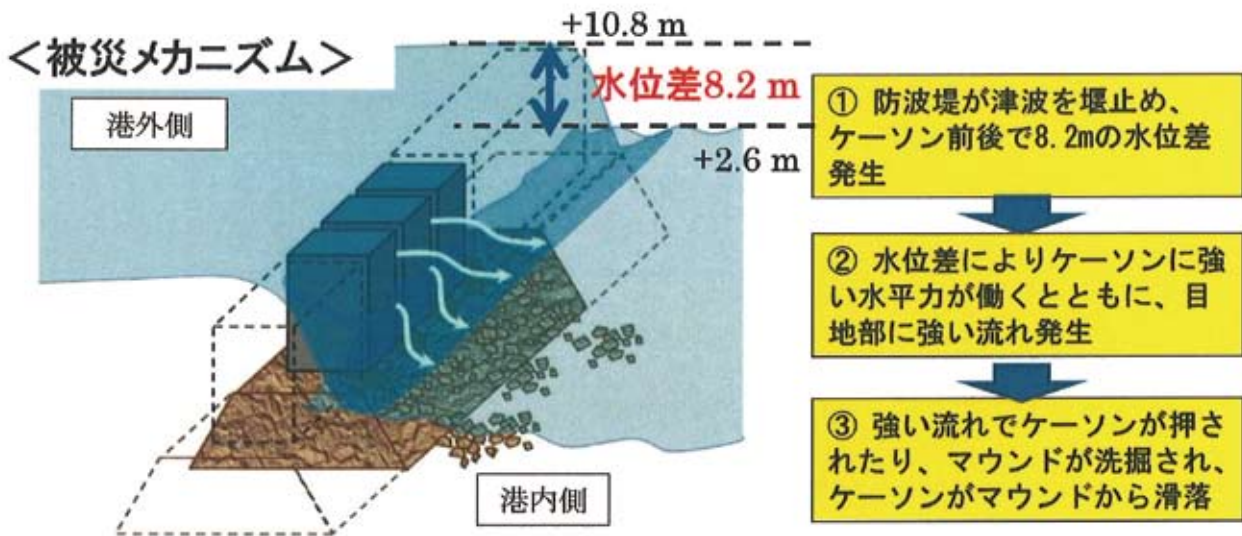 +10.8 m
<被災メカニズム>
水位差8.2 m
港外側
+2.6 m
港内側
① 防波堤が津波を堰止め、
ケーソン前後で8.2mの水位差
発生
② 水位差によりケーソンに強
い水平力が働くとともに、目
地部に強い流れ発生
③ 強い流れでケーソンが押さ
れたり、マウンドが洗掘され、
ケーソンがマウンドから滑落